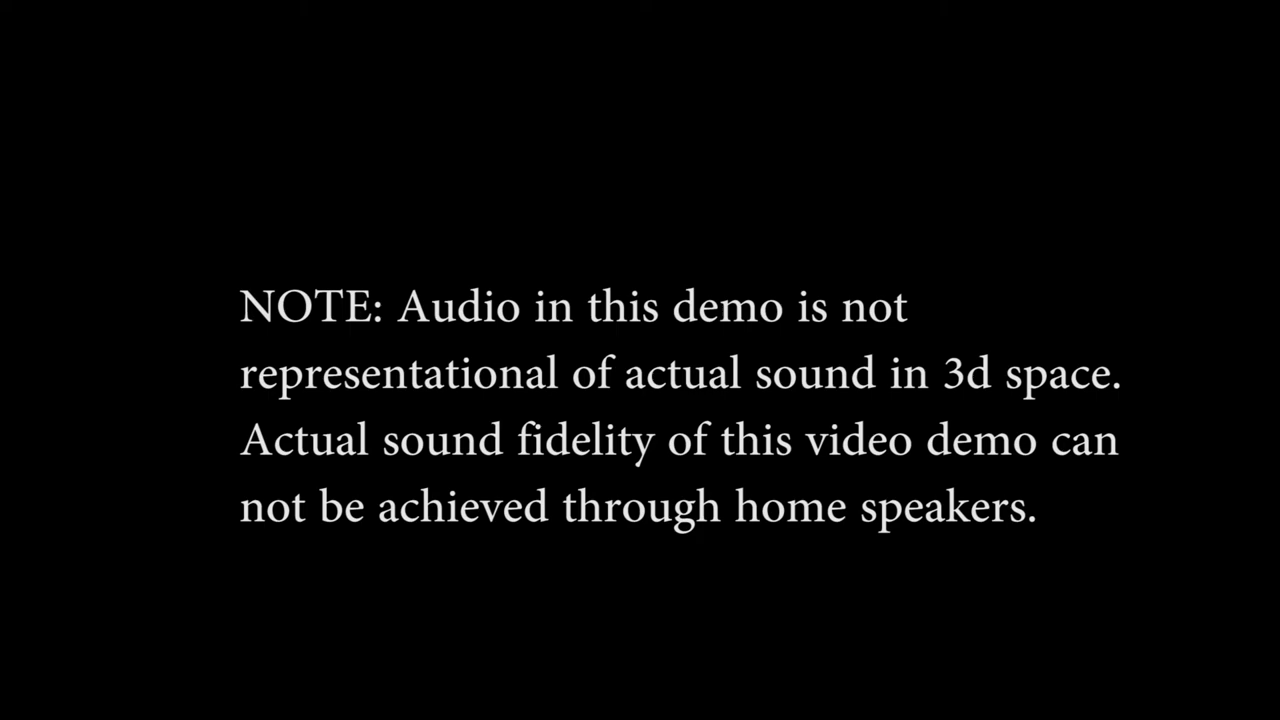 NOTE: Audio in this demo is not
representational of actual sound in 3d space.
Actual sound fidelity of this video demo can
not be achieved through home speakers.